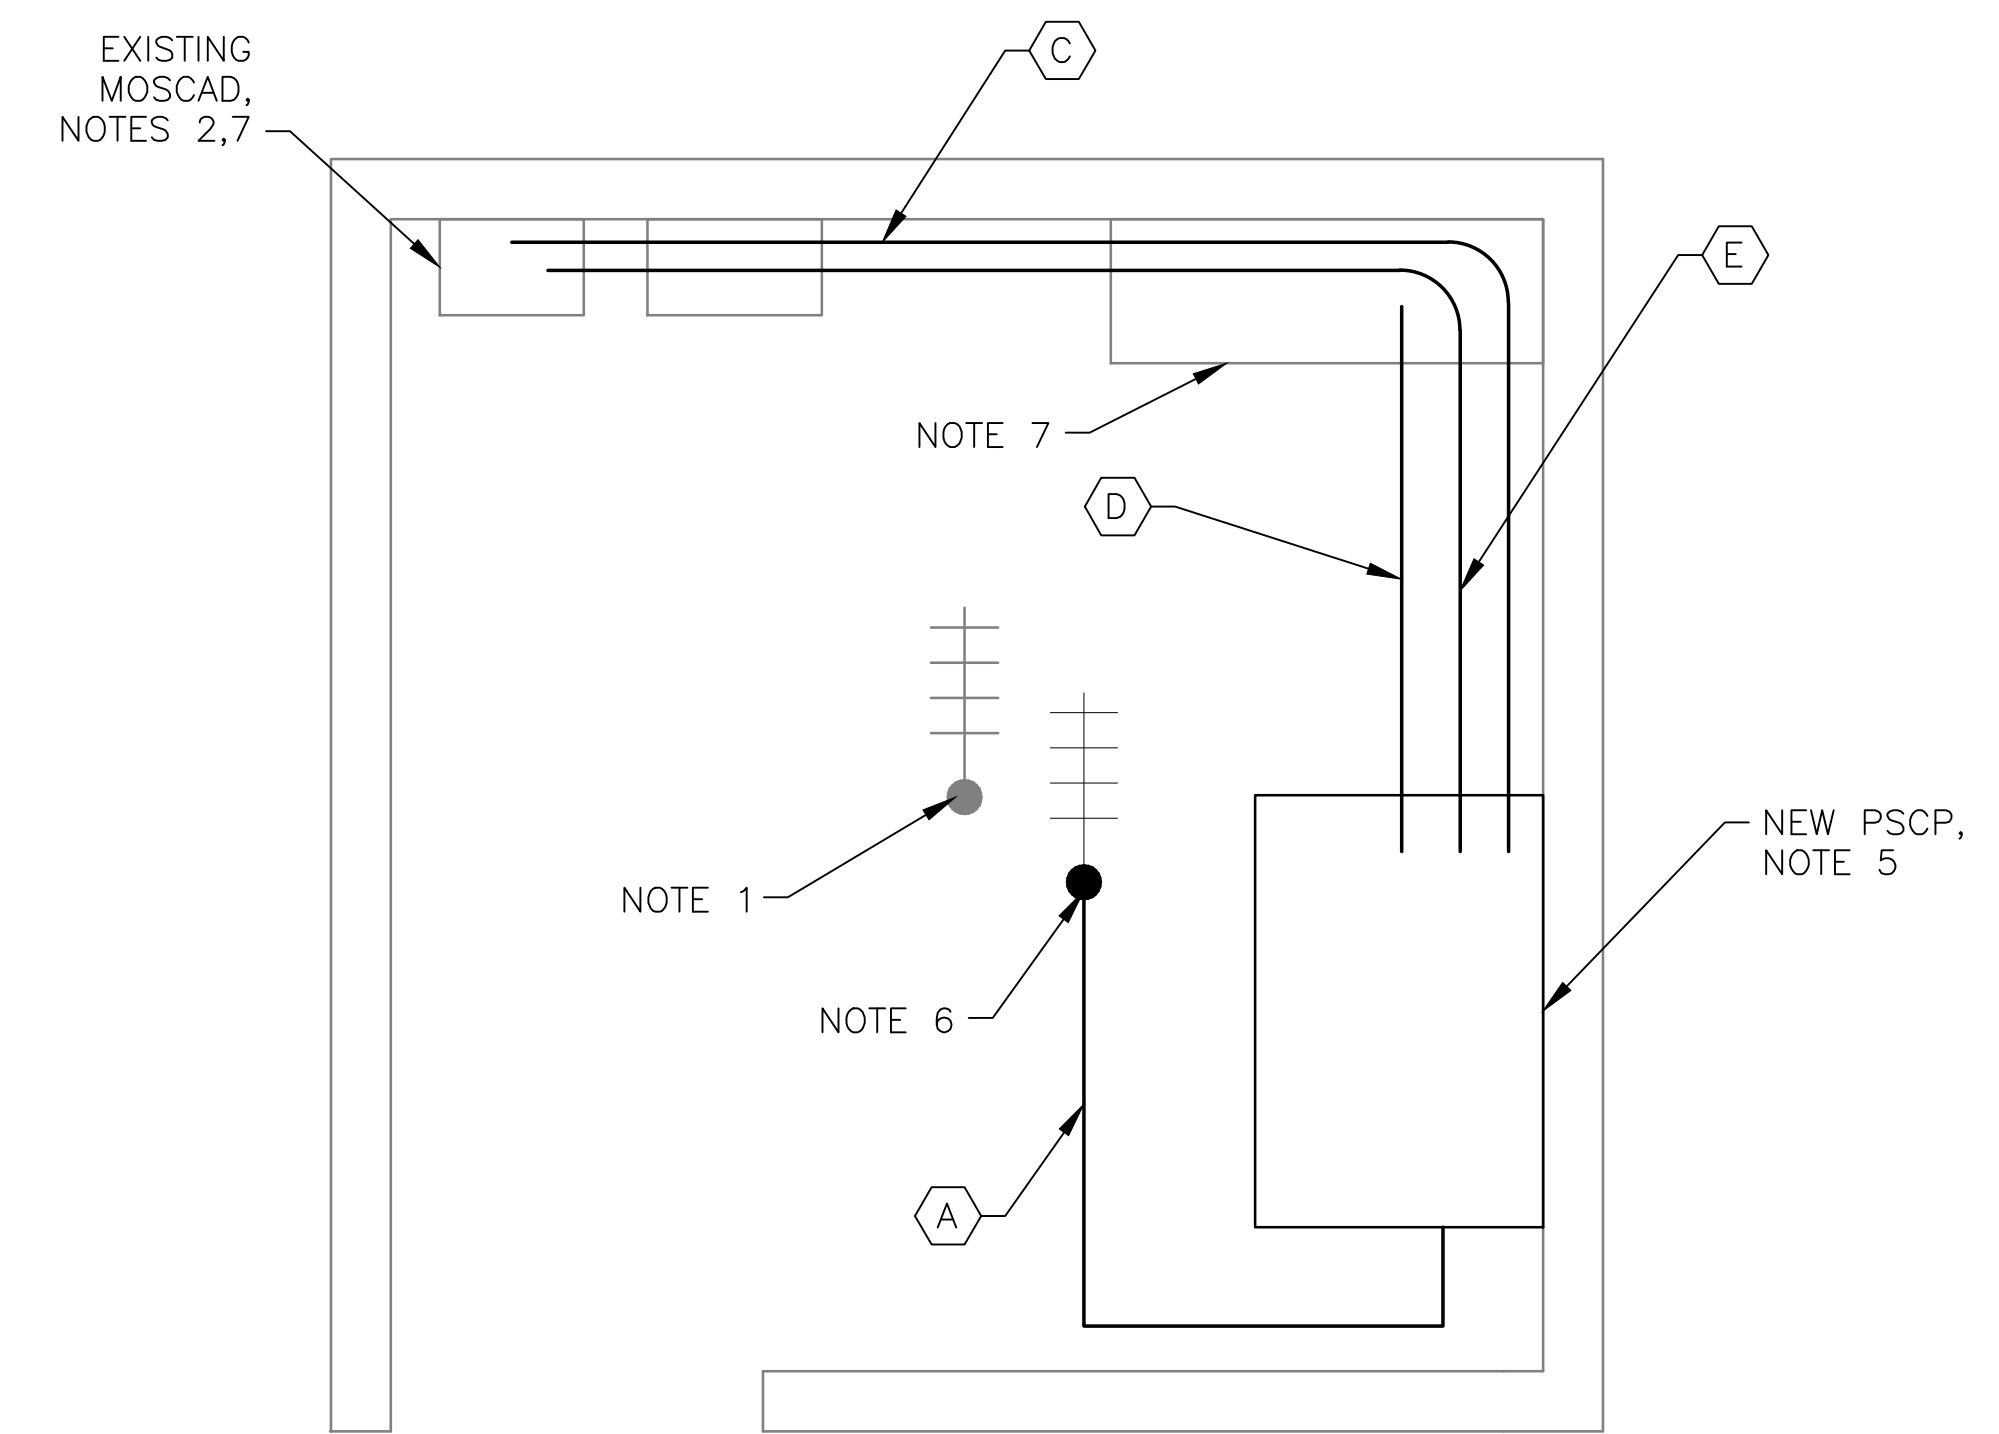 EXISTING
MOSCAD,
NOTES 2,7
C
E
NOTE 7
D
NEW PSCP,
NOTE 5
NOTE 1
NOTE 6
A